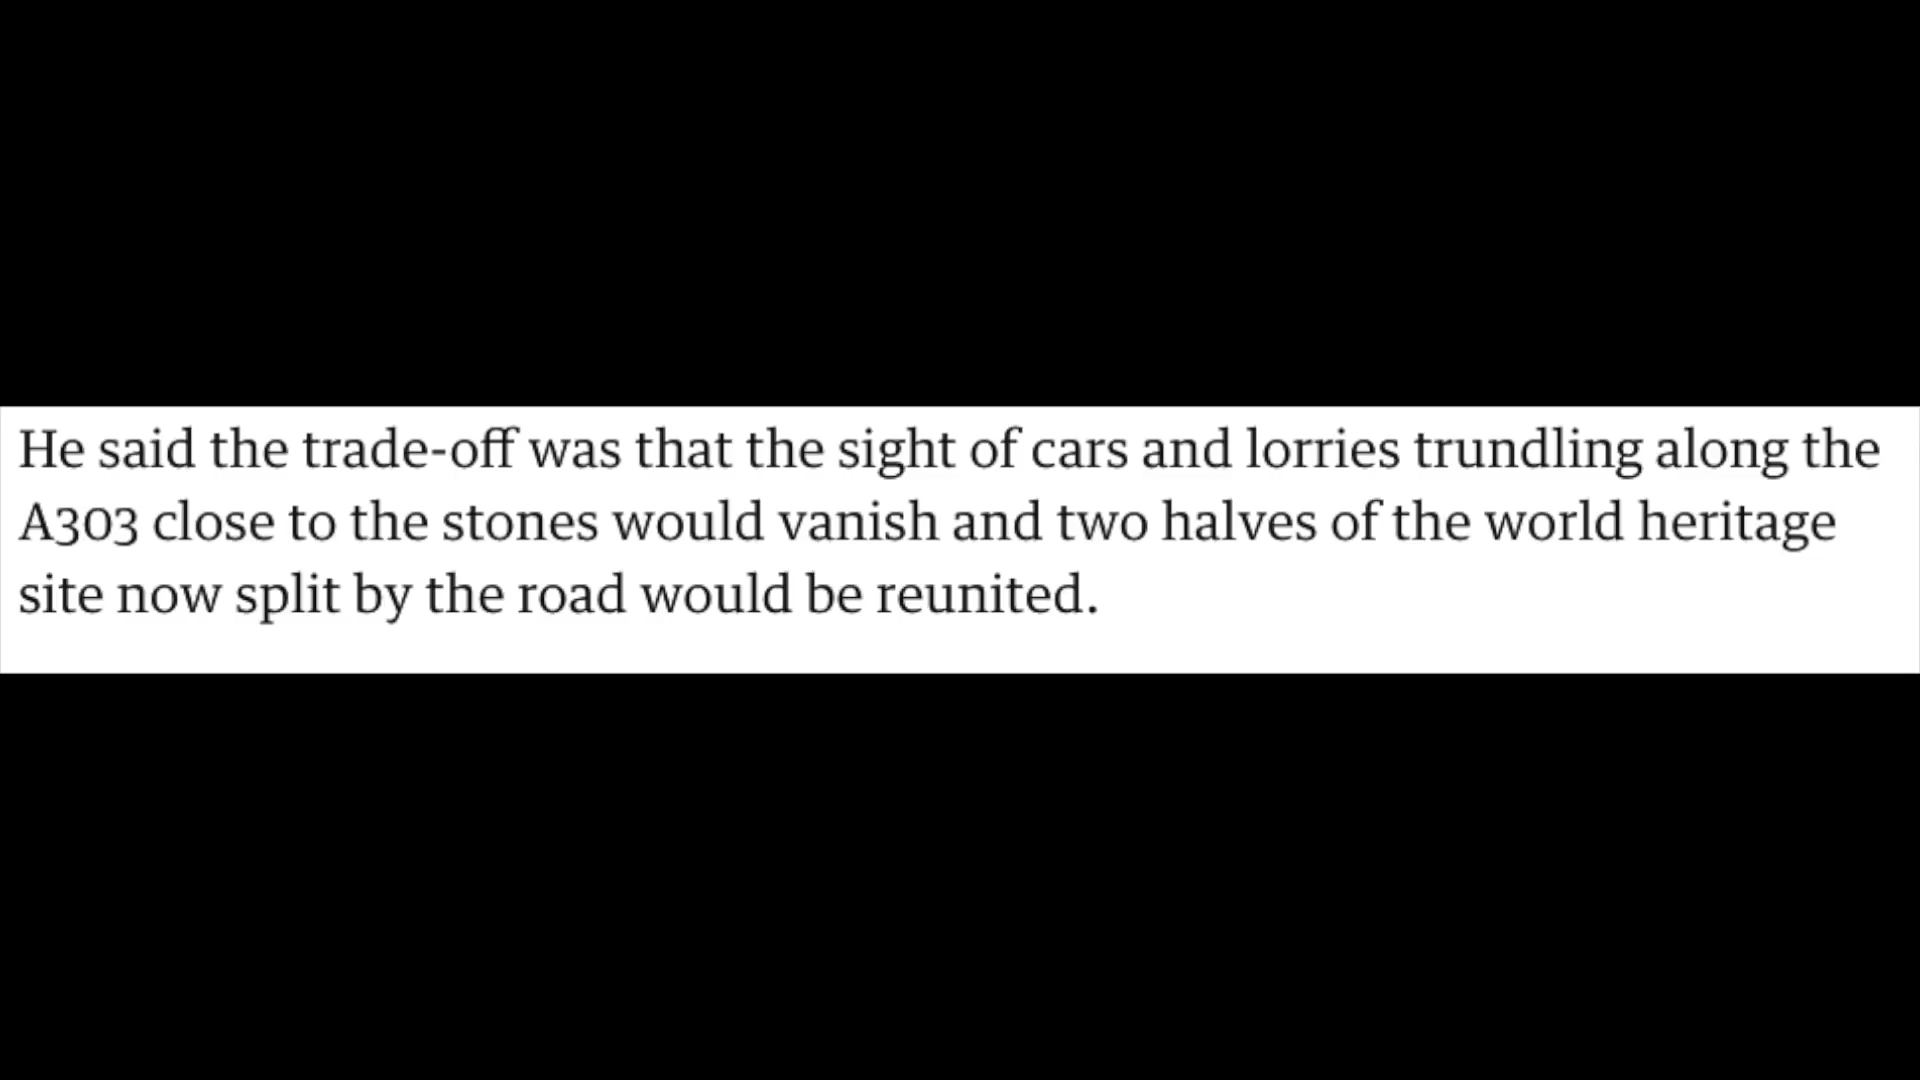 He said the trade-off was that the sight of cars and lorries trundling along the
A303 close to the stones would vanish and two halves of the world heritage
site now split by the road would be reunited.